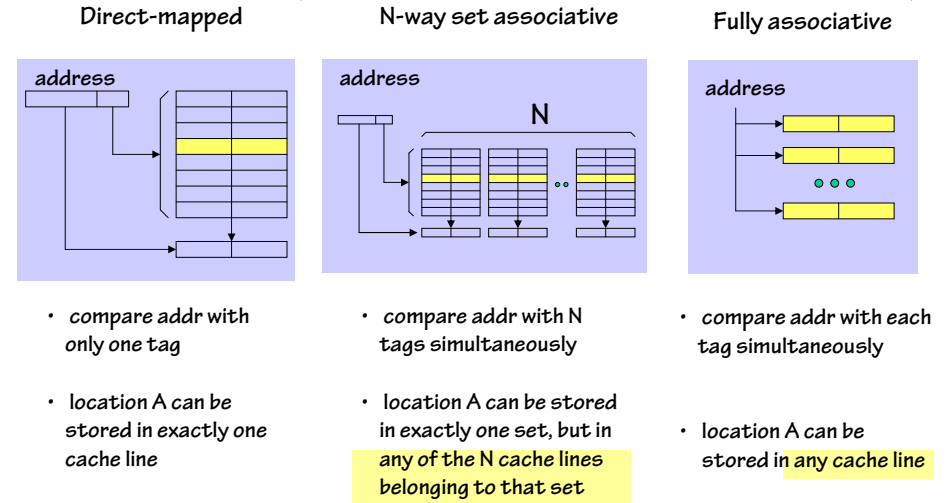 Direct-mapped
address
• compare addr with
only one tag
• location A can be
stored in exactly one
cache line
N-way set associative
address
N
• compare addr with N
tags simultaneously
• location A can be stored
in exactly one set, but in
any of the N cache lines
belonging to that set
Fully associative
address
• compare addr with each
tag simultaneously
• location A can be
stored in any cache line